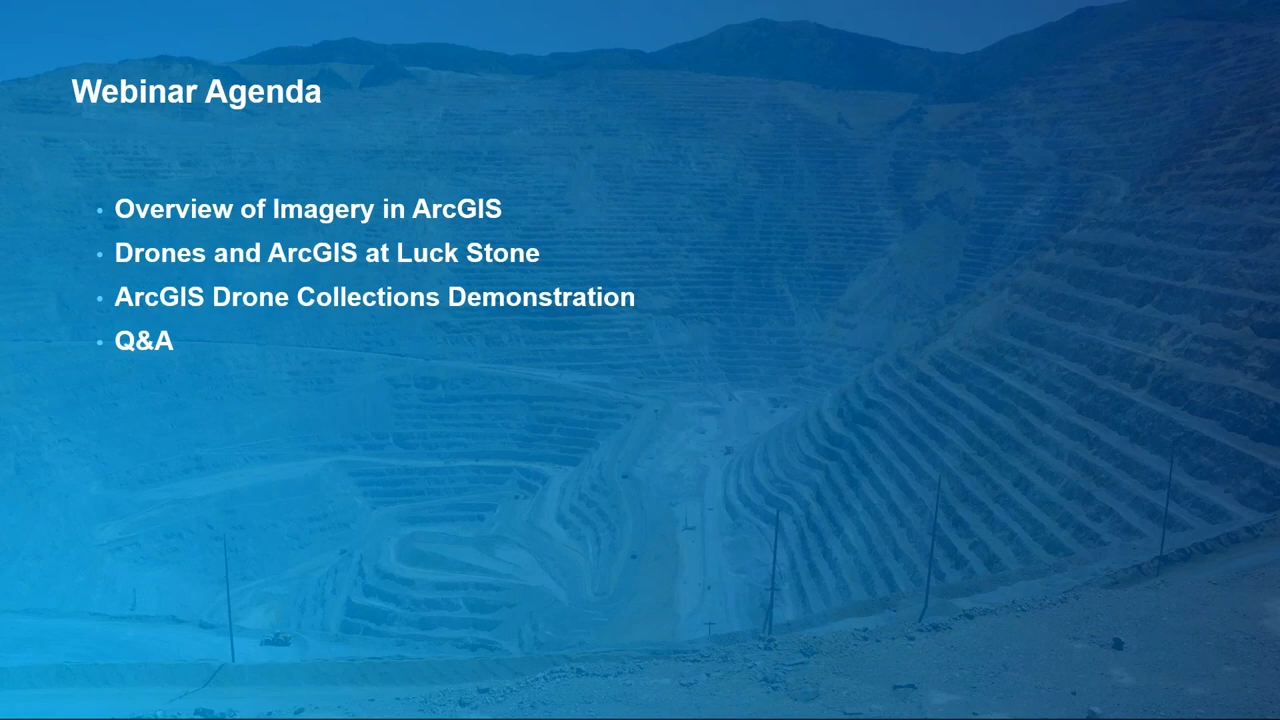 Webinar Agenda
Overview of Imagery in ArcGIS
Drones and ArcGIS at Luck Stone
ArcGIS Drone Collections Demonstration
Q&A